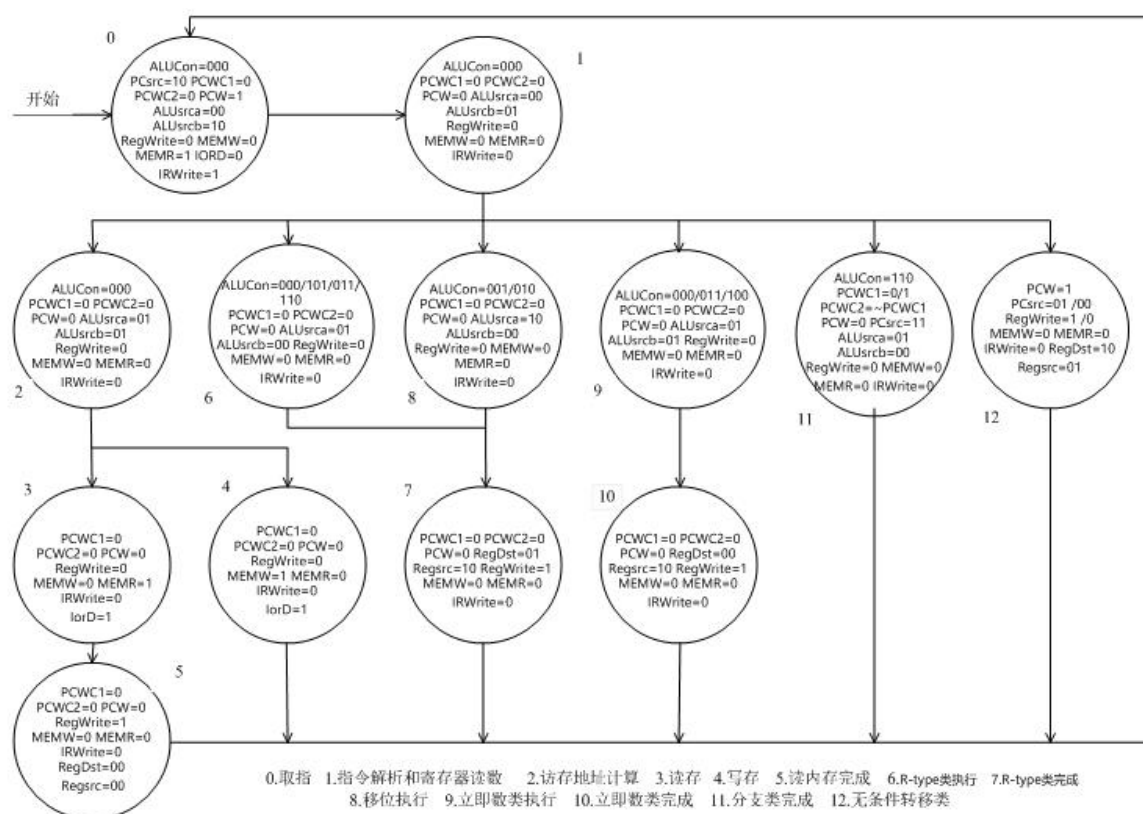 0
ALUCon=000
PCsrc=10 PCWC1=0
PCWC2=0 PCW=1
ALUsrca=00
ALUsrcb=10
RegWrite=0 MEMW=0
MEMR=1 IORD=0
IRWrite=1
开始
1
ALUCon=000
PCWC1=0 PCWC2=0
PCW=0 ALUsrca=00
ALUsrcb=01
RegWrite=0
MEMW=0 MEMR=0
IRWrite=0
ALUCon=000
PCWC1=0 PCWC2=0
PCW=0 ALUsrca=01
ALUsrcb=01
RegWrite=0
MEMW=0 MEMR=0
IRWrite=0
2
ALUCon=000/101/011/
110
PCWC1=0 PCWC2=0
PCW=0 ALUsrca=01
ALUsrcb=00 RegWrite=0
MEMW=0 MEMR=0
IRWrite=0
6
ALUCon=001/010
PCWC1=0 PCWC2=0
PCW=0 ALUsrca=10
ALUsrcb=00
RegWrite=0 MEMW=0
MEMR=0
IRWrite=0
8
ALUCon=000/011/100
PCWC1=0 PCWC2=0
PCW=0 ALUsrca=01
ALUsrcb=01 RegWrite=0
MEMW=0 MEMR=0
IRWrite=0
9
ALUCon=110
PCWC1=0/1
PCWC2=~PCWC1
PCW=0 PCsrc=11
ALUsrca=01
ALUsrcb=00
RegWrite=0 MEMW=0
MEMR=0 IRWrite=0
11
PCW=1
PCsrc=01 /00
RegWrite=1 /0
MEMW=0 MEMR=0
IRWrite=0 RegDst=10
Regsrc=01
12
3
PCWC1=0
PCWC2=0 PCW=0
RegWrite=0
MEMW=0 MEMR=1
IRWrite=0
IorD=1
4
PCWC1=0
PCWC2=0 PCW=0
RegWrite=0
MEMW=1 MEMR=0
IRWrite=0
IorD=1
7
PCWC1=0 PCWC2=0
PCW=0 RegDst=01
Regsrc=10 RegWrite=1
MEMW=0 MEMR=0
IRWrite=0
10
PCWC1=0 PCWC2=0
PCW=0 RegDst=00
Regsrc=10 RegWrite=1
MEMW=0 MEMR=0
IRWrite=0
5
PCWC1=0
PCWC2=0 PCW=0
RegWrite=1
MEMW=0 MEMR=0
IRWrite=0
RegDst=00
Regsrc=00
0.取指 1.指令解析和寄存器读数 2.访存地址计算 3.读存 4.写存 5.读内存完成 6.R-type类执行 7.R-type类完成
8.移位执行 9.立即数类执行 10.立即数类完成 11.分支类完成 12.无条件转移类